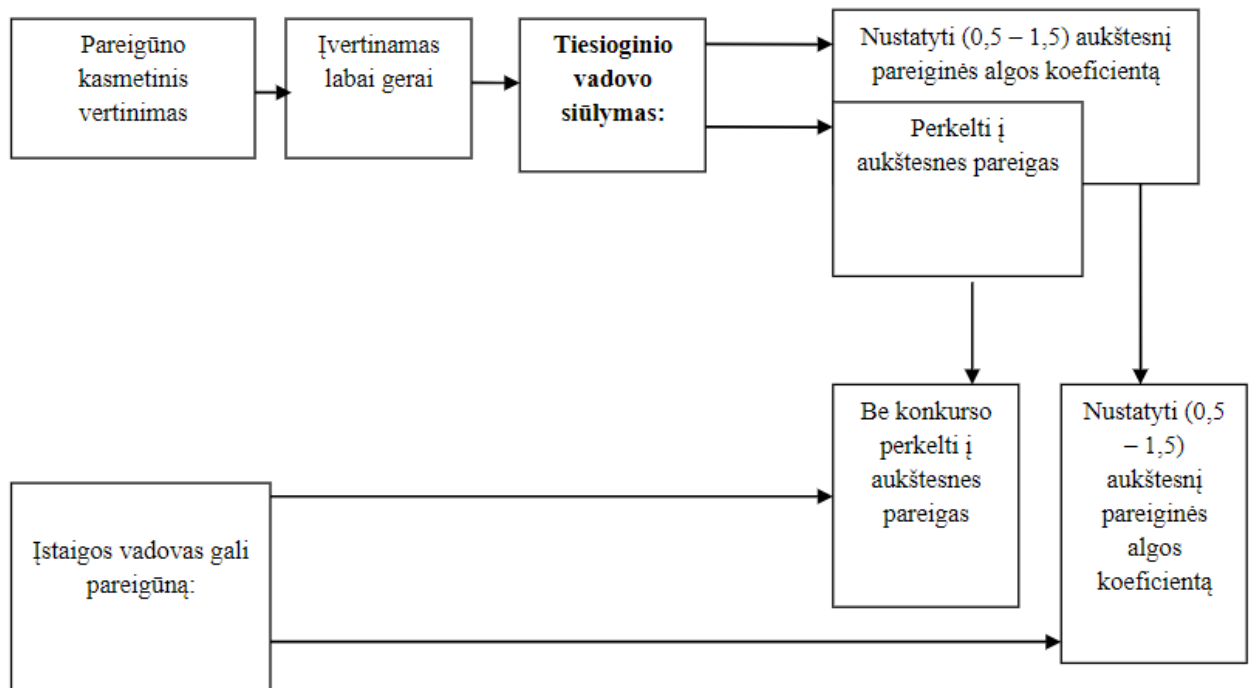 Pareigūno
kasmetinis
vertinimas
Įvertinamas
labai gerai
Tiesioginio
vadovo
siūlymas:
Nustatyti (0,5 – 1,5) aukštesnį
pareiginės algos koeficientą
Perkelti į
aukštesnes pareigas
Be konkurso
perkelti į
aukštesnes
pareigas
Nustatyti (0,5
– 1,5)
aukštesnį
pareiginės
algos
koeficientą
Įstaigos vadovas gali
pareigūną: